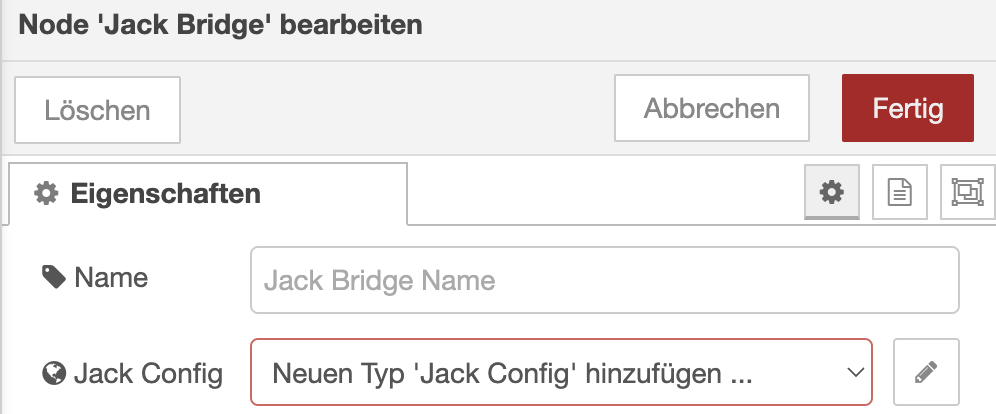 Node 'Jack Bridge' bearbeiten
Löschen
Abbrechen
Fertig
Eigenschaften
Name
Jack Bridge Name
Jack Config
Neuen Typ 'Jack Config' hinzufügen ...